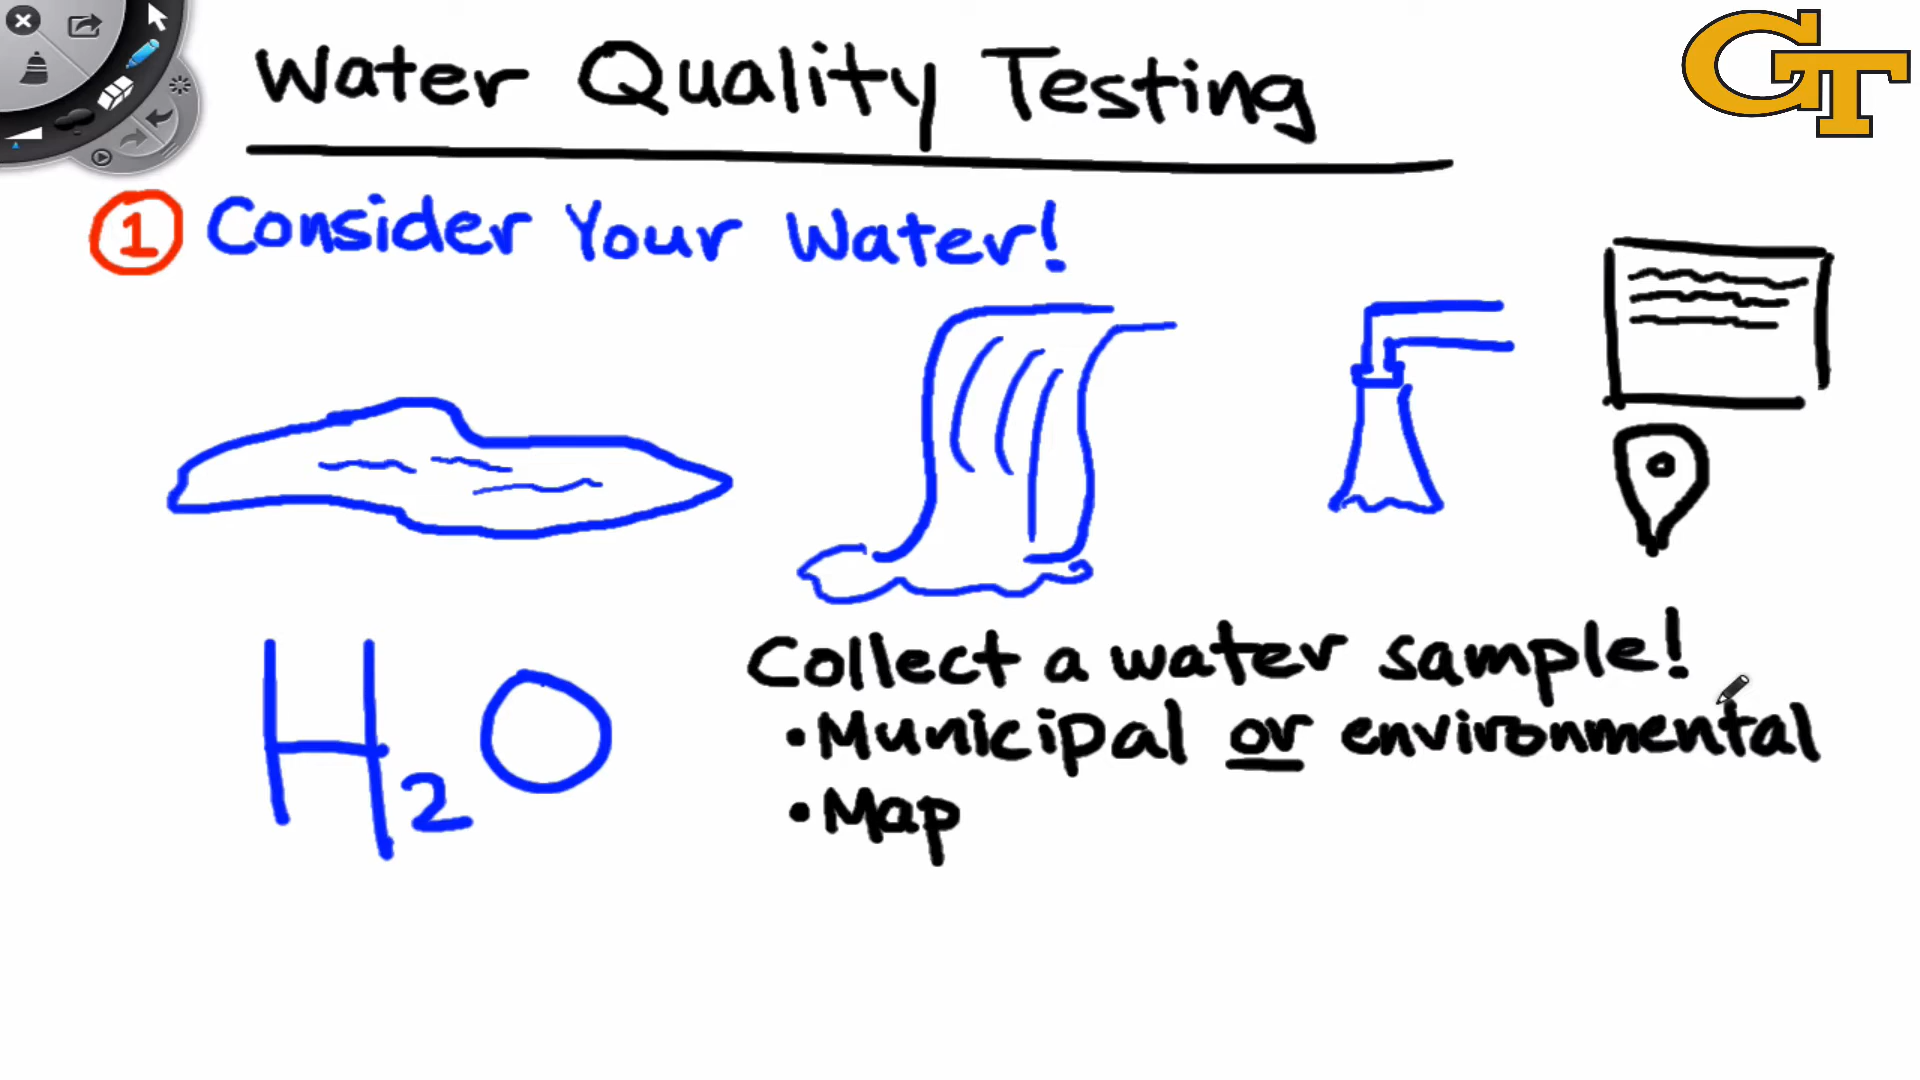 Water Quality Testing
GT
1 Consider Your Water!
H2O
Collect a water sample!
• Municipal or environmental
• Map